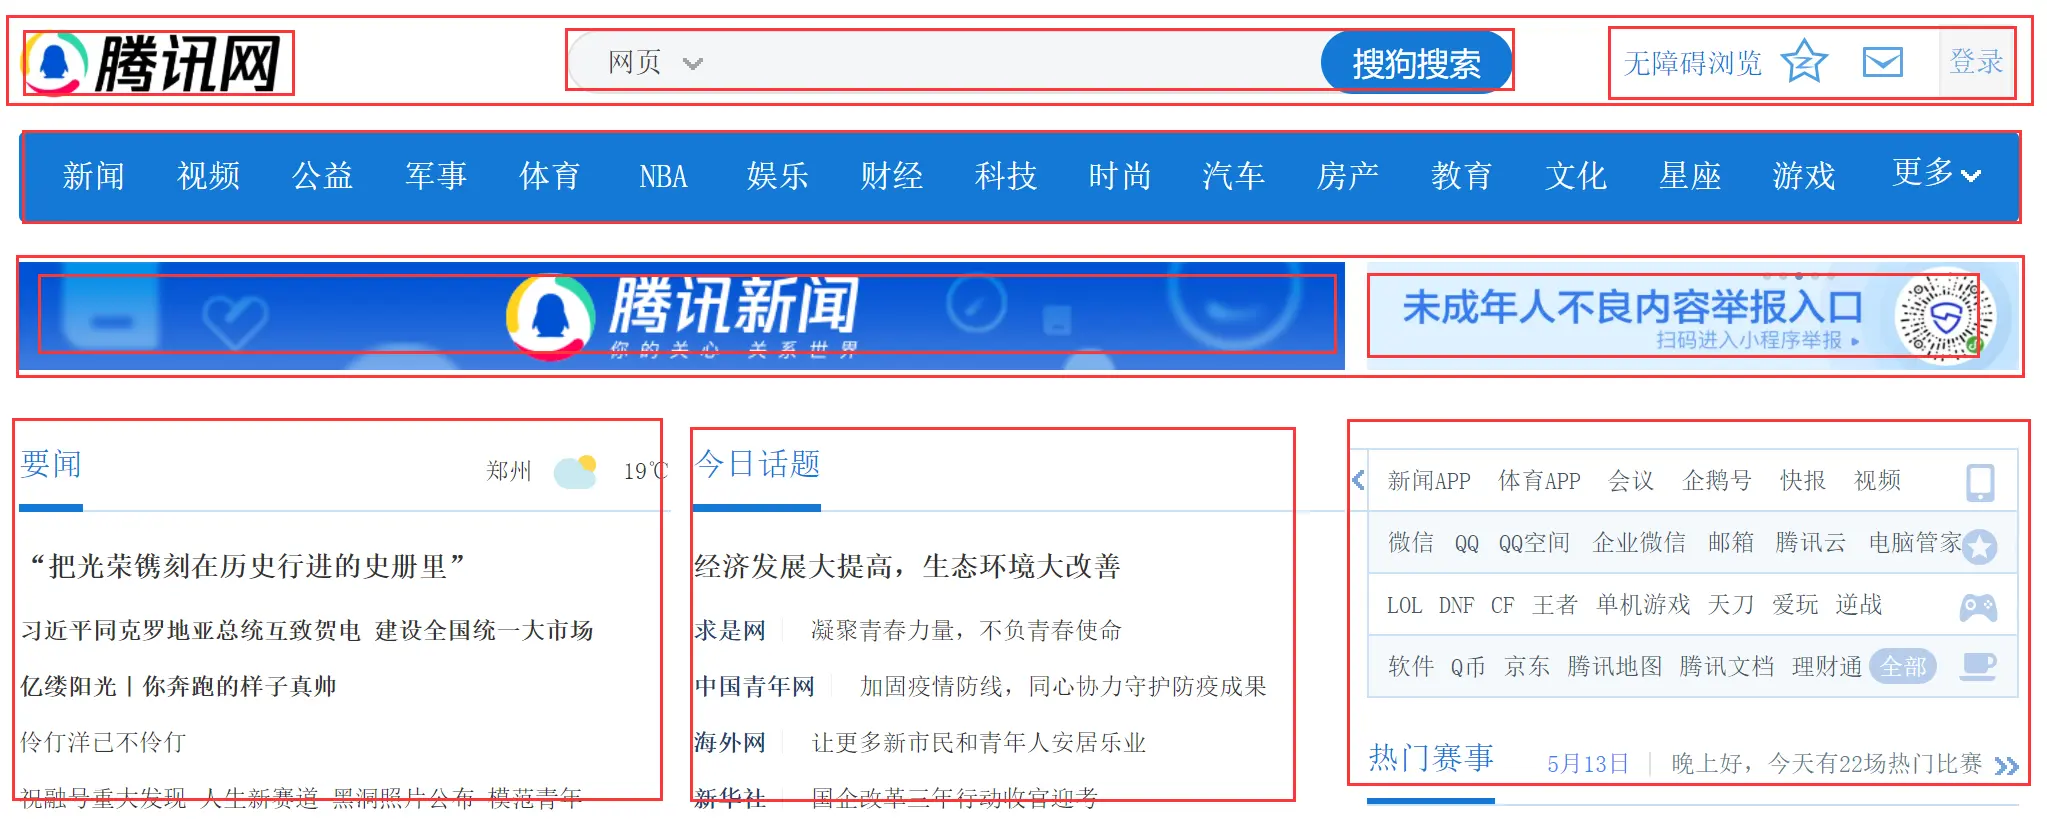 腾讯网 网页 搜狗搜索 无障碍浏览 登录
新闻 视频 公益 军事 体育 NBA 娱乐 财经 科技 时尚 汽车 房产 教育 文化 星座 游戏 更多
腾讯新闻
你的关心 关系世界
未成年人不良内容举报入口
扫码进入小程序举报
要闻 郑州 19℃
“把光荣镌刻在历史行进的史册里”
习近平同克罗地亚总统互致贺电 建设全国统一大市场
亿缕阳光丨你奔跑的样子真帅
伶仃洋已不伶仃
祝融号重大发现 人生新赛道 黑洞照片公布 模范青年
今日话题
经济发展大提高，生态环境大改善
求是网 凝聚青春力量，不负青春使命
中国青年网 加固疫情防线，同心协力守护防疫成果
海外网 让更多新市民和青年人安居乐业
新华社 国企改革三年行动收官迎考
新闻APP 体育APP 会议 企鹅号 快报 视频
微信 QQ QQ空间 企业微信 邮箱 腾讯云 电脑管家
LOL DNF CF 王者 单机游戏 天刀 爱玩 逆战
软件 Q币 京东 腾讯地图 腾讯文档 理财通 全部
热门赛事 5月13日 晚上好，今天有22场热门比赛